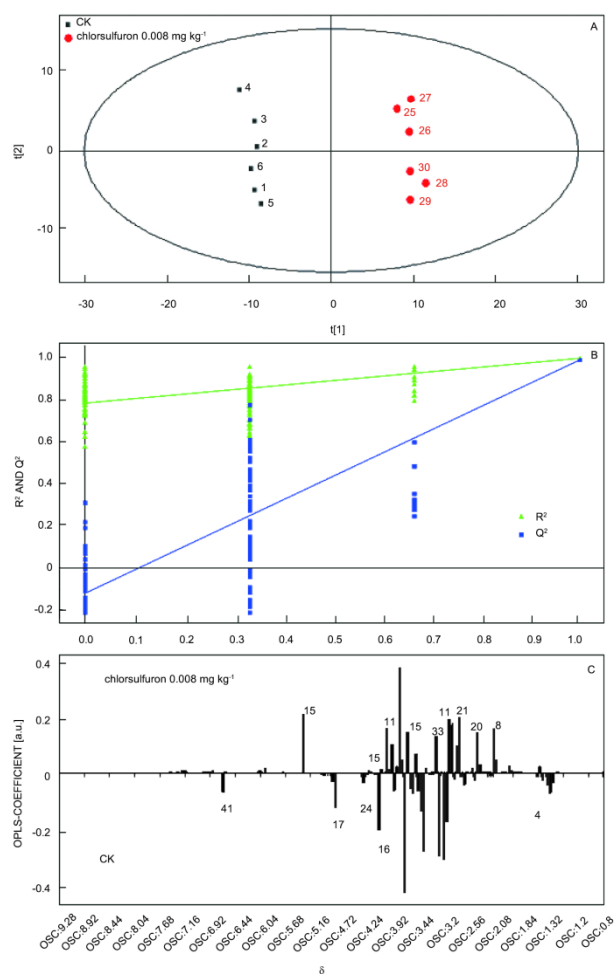 CK
chlorsulfuron 0.008 mg kg⁻¹
A
10
0
-10
t[2]
4
3
2
6
1
5
27
25
26
30
28
29
-30
-20
-10
0
10
20
30
t[1]
B
1.0
0.8
0.6
0.4
0.2
0
-0.2
R² AND Q²
R²
Q²
0.0
0.1
0.2
0.3
0.4
0.5
0.6
0.7
0.8
0.9
1.0
C
chlorsulfuron 0.008 mg kg⁻¹
0.4
0.2
0
-0.2
-0.4
OPLS-COEFFICIENT [a.u.]
15
11
15
11
21
15
33
20
8
41
17
24
16
4
CK
OSC:9.28
OSC:8.92
OSC:8.44
OSC:8.04
OSC:7.68
OSC:7.16
OSC:6.92
OSC:6.44
OSC:6.04
OSC:5.68
OSC:5.16
OSC:4.72
OSC:4.24
OSC:3.92
OSC:3.44
OSC:3.2
OSC:2.56
OSC:2.08
OSC:1.84
OSC:1.32
OSC:1.2
OSC:0.8
δ